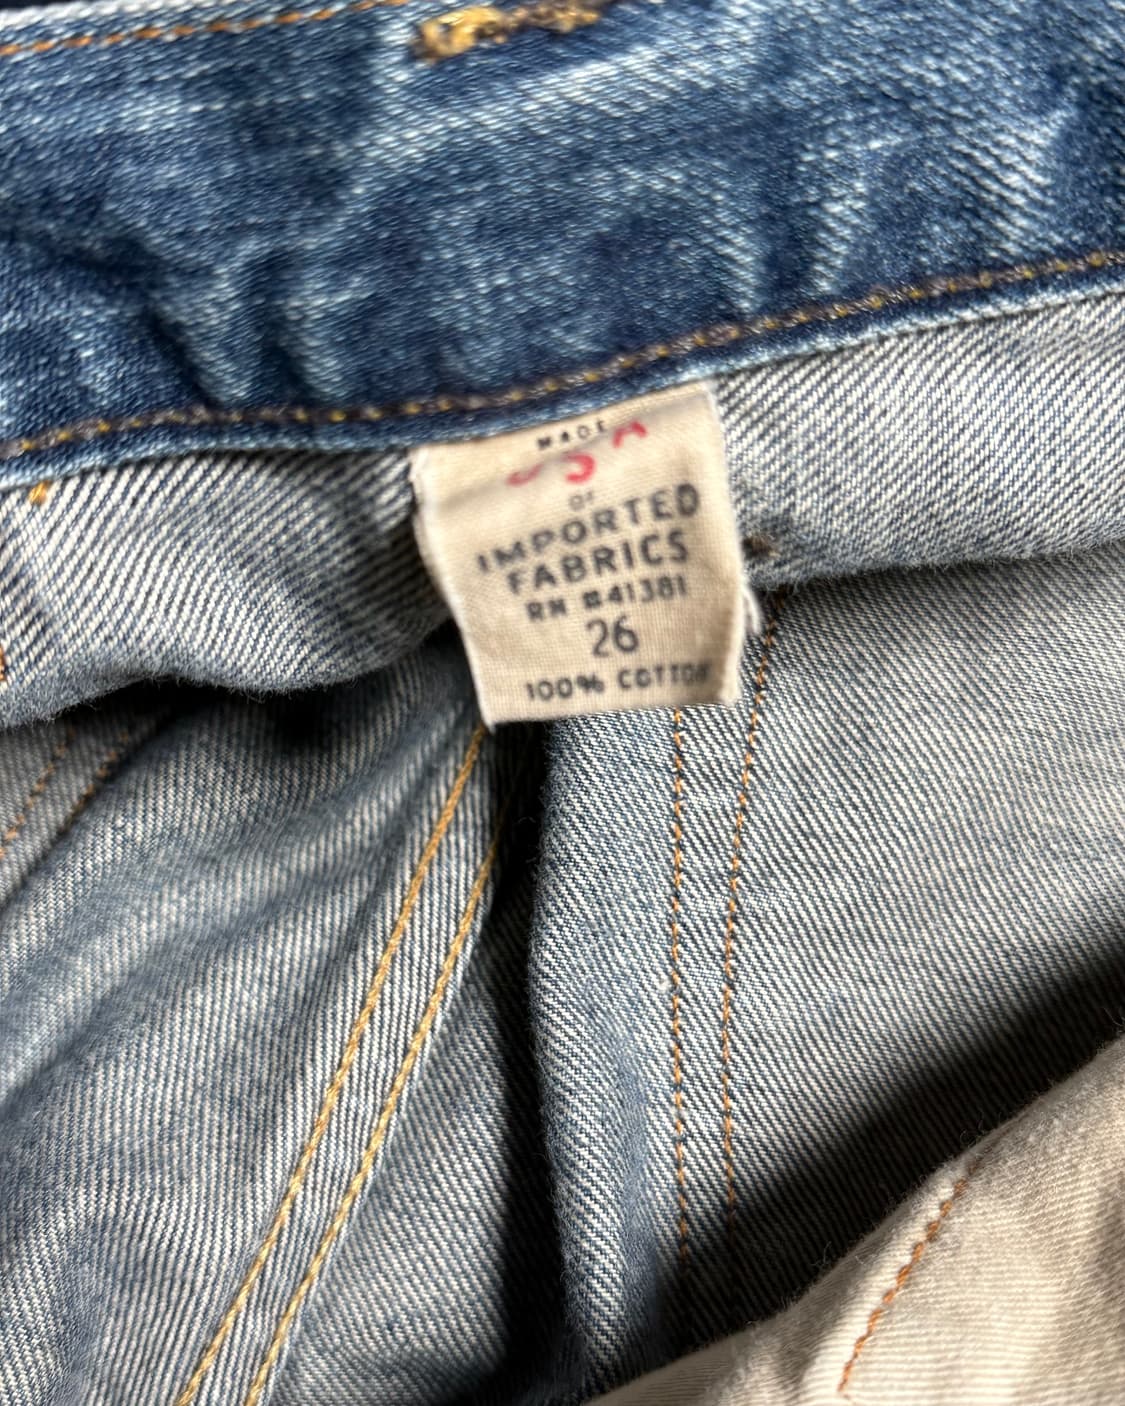 MADE
USA
OF
IMPORTED
FABRICS
RN #41381
26
100% COTTON